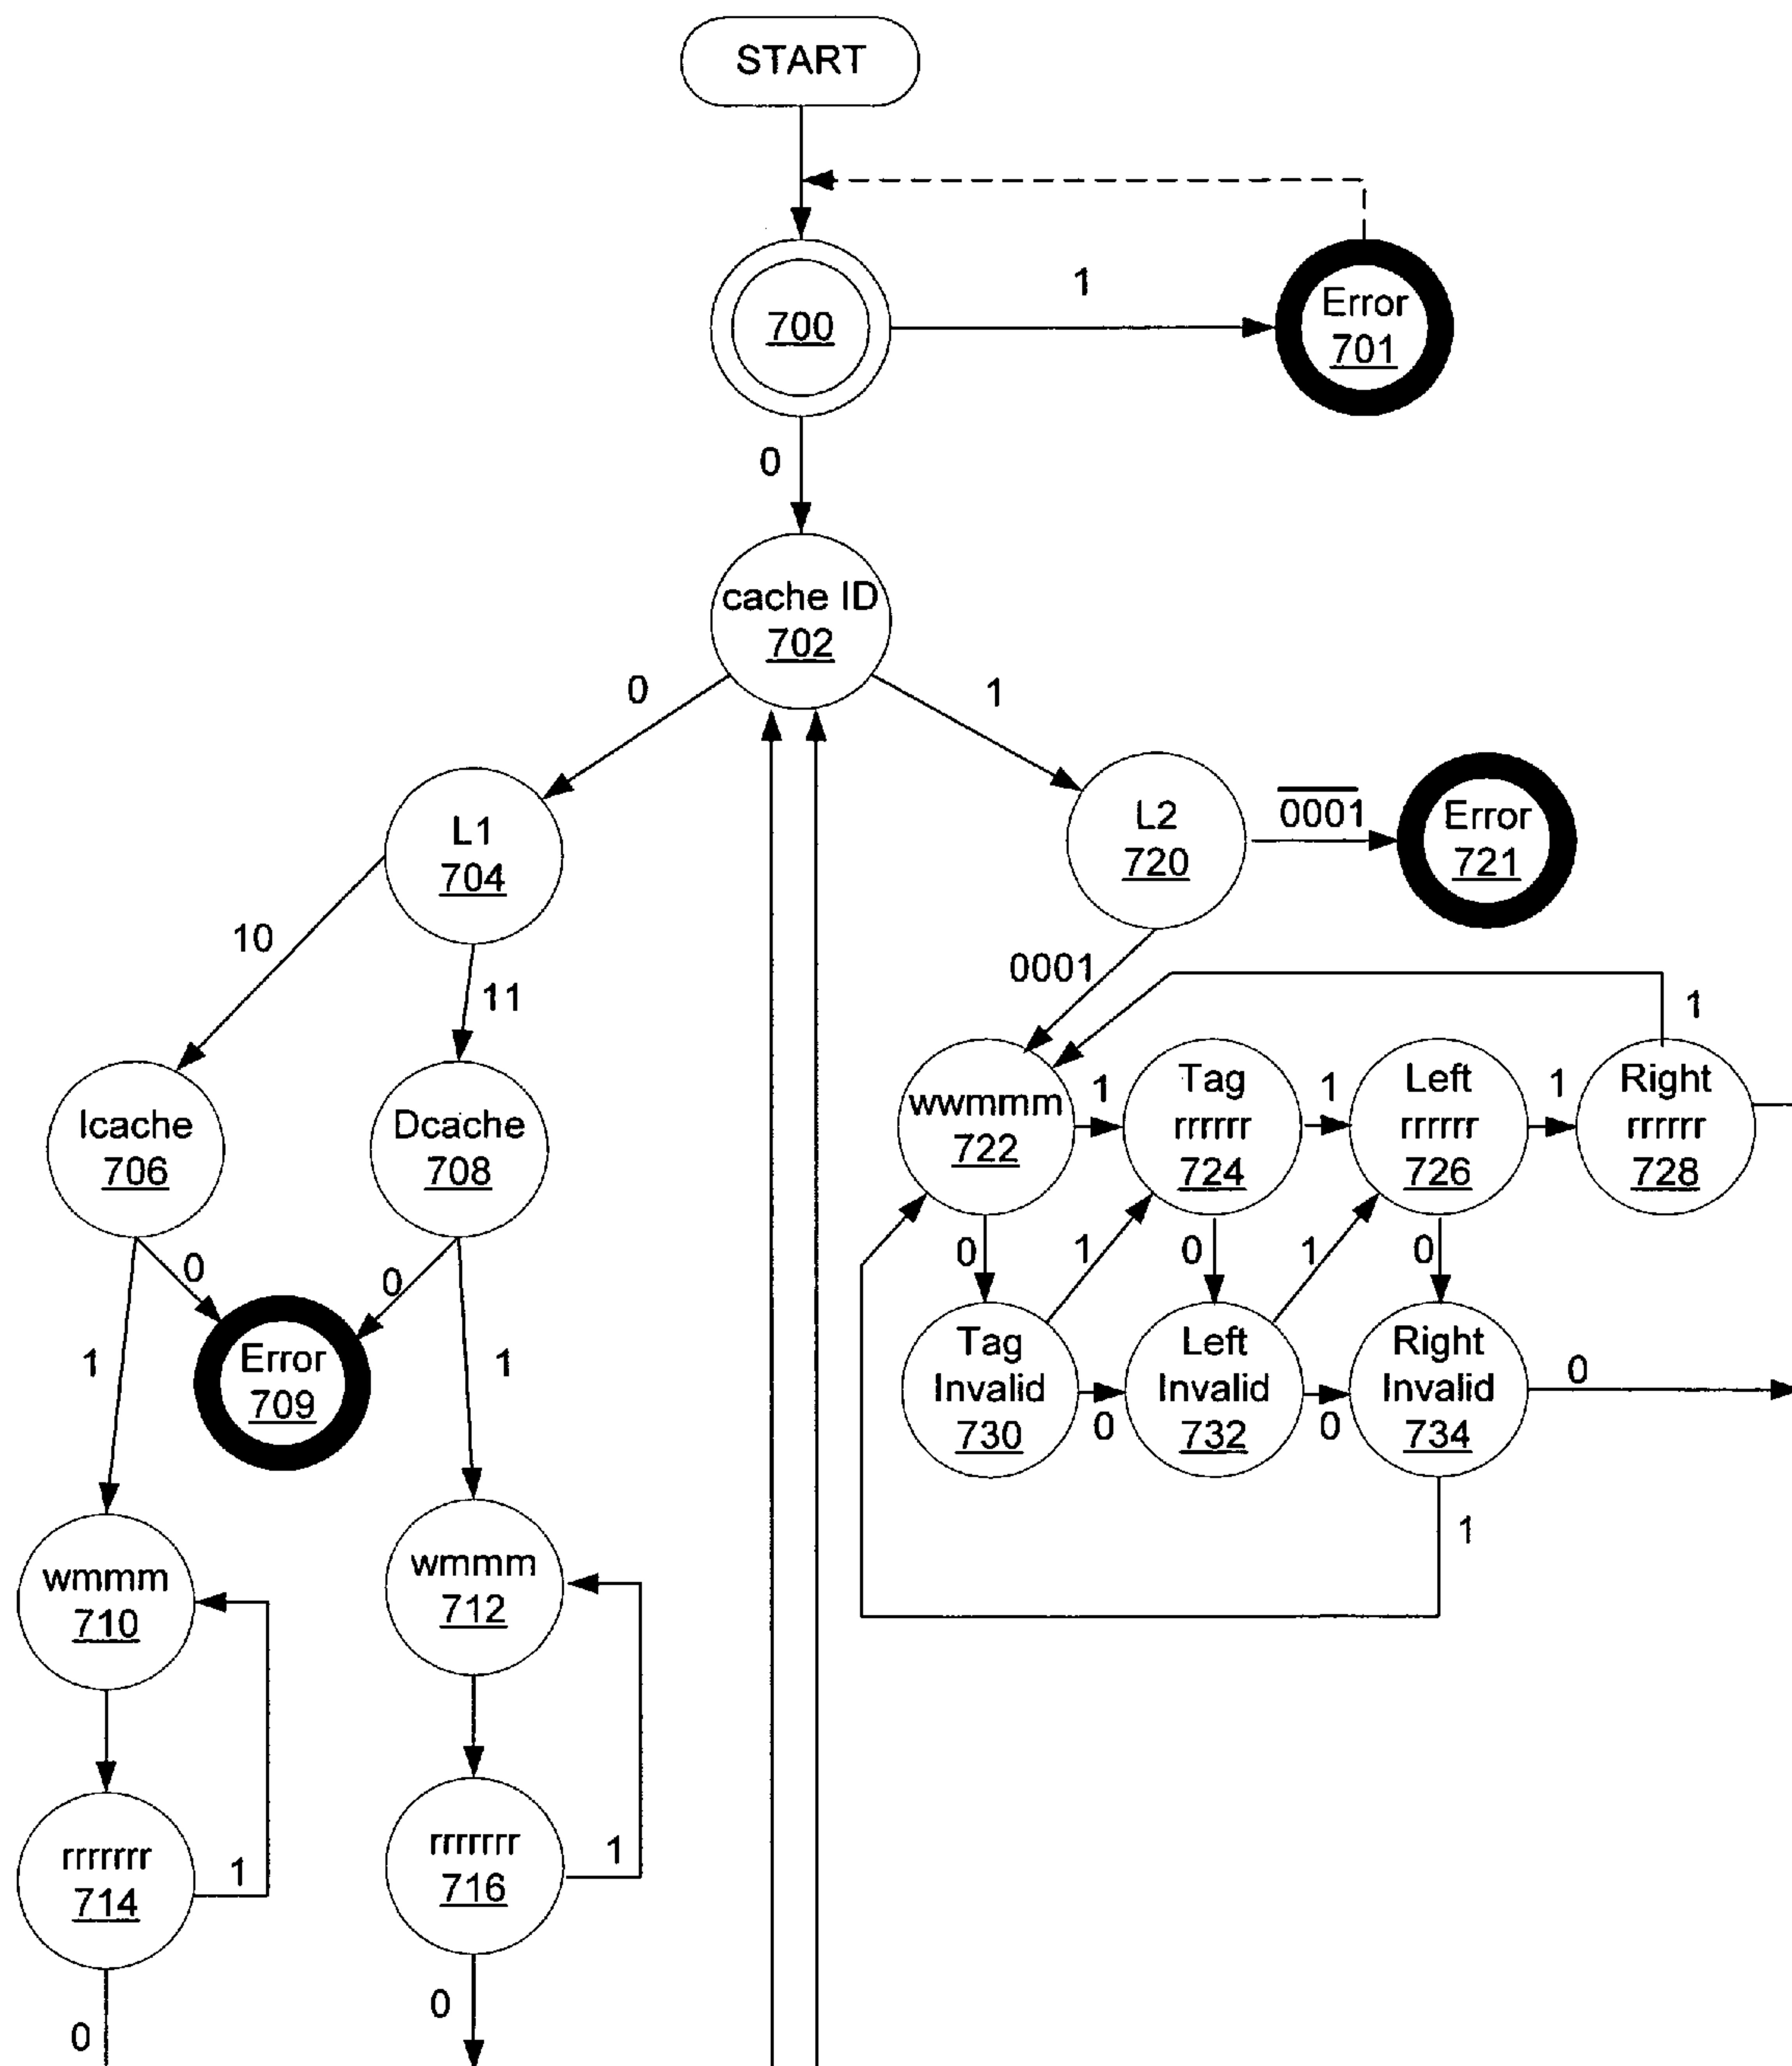 START
700
1
Error
701
0
cache ID
702
0
1
L1
704
L2
720
0001
Error
721
10
11
0001
1
Icache
706
Dcache
708
wwmmm
722
1
Tag
rrrrrr
724
1
Left
rrrrrr
726
1
Right
rrrrrr
728
0
0
0
1
0
1
0
Error
709
1
1
Tag
Invalid
730
0
Left
Invalid
732
0
Right
Invalid
734
0
1
wmmm
710
wmmm
712
rrrrrrr
714
1
rrrrrrr
716
1
0
0